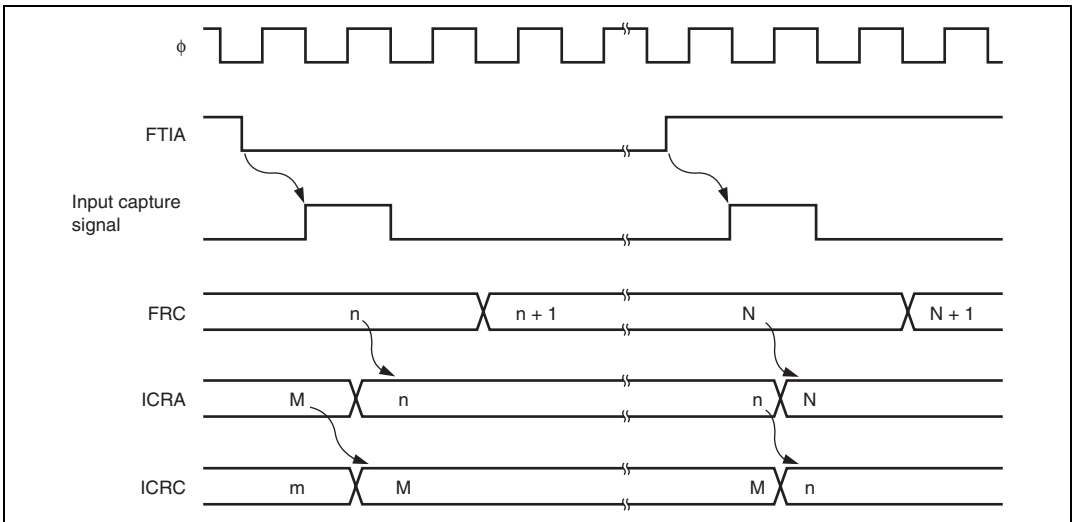 ϕ
FTIA
Input capture
signal
FRC n n + 1 N N + 1
ICRA M n n N
ICRC m M M n